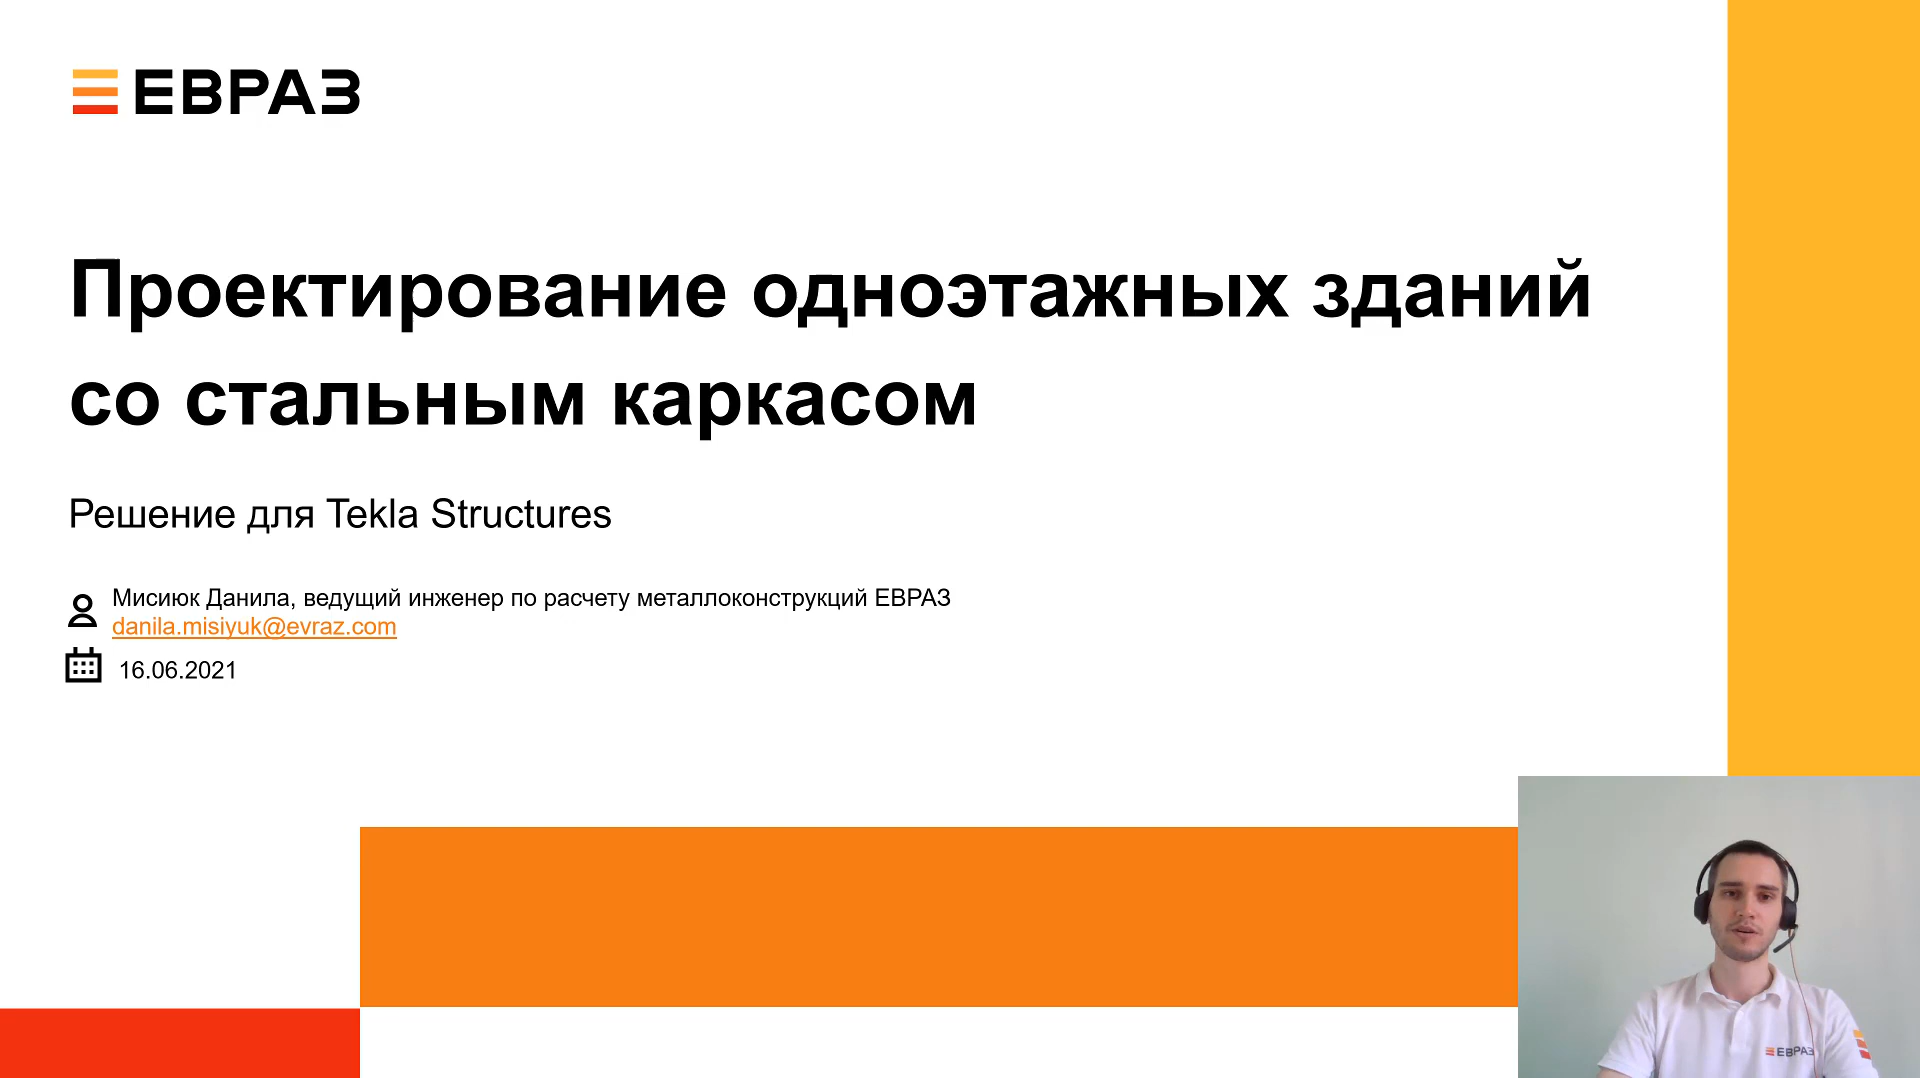 ЕВРАЗ
Проектирование одноэтажных зданий
со стальным каркасом
Решение для Tekla Structures
Мисиюк Данила, ведущий инженер по расчету металлоконструкций ЕВРАЗ
danila.misiyuk@evraz.com
16.06.2021
ЕВРАЗ